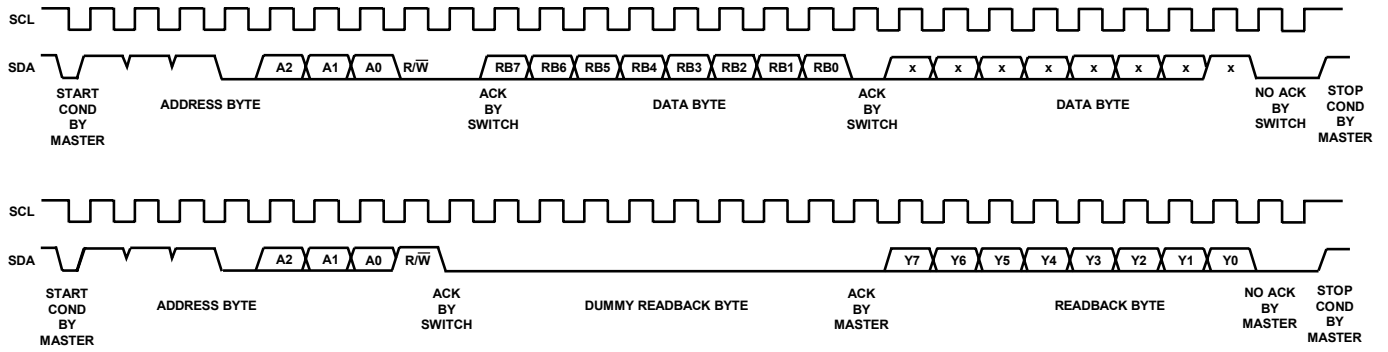 SCL
SDA A2 A1 A0 R/W̅ RB7 RB6 RB5 RB4 RB3 RB2 RB1 RB0 x x x x x x x x
START COND BY MASTER
ADDRESS BYTE
ACK BY SWITCH
DATA BYTE
ACK BY SWITCH
DATA BYTE
NO ACK BY SWITCH
STOP COND BY MASTER
SCL
SDA A2 A1 A0 R/W̅ Y7 Y6 Y5 Y4 Y3 Y2 Y1 Y0
START COND BY MASTER
ADDRESS BYTE
ACK BY SWITCH
DUMMY READBACK BYTE
ACK BY MASTER
READBACK BYTE
NO ACK BY MASTER
STOP COND BY MASTER